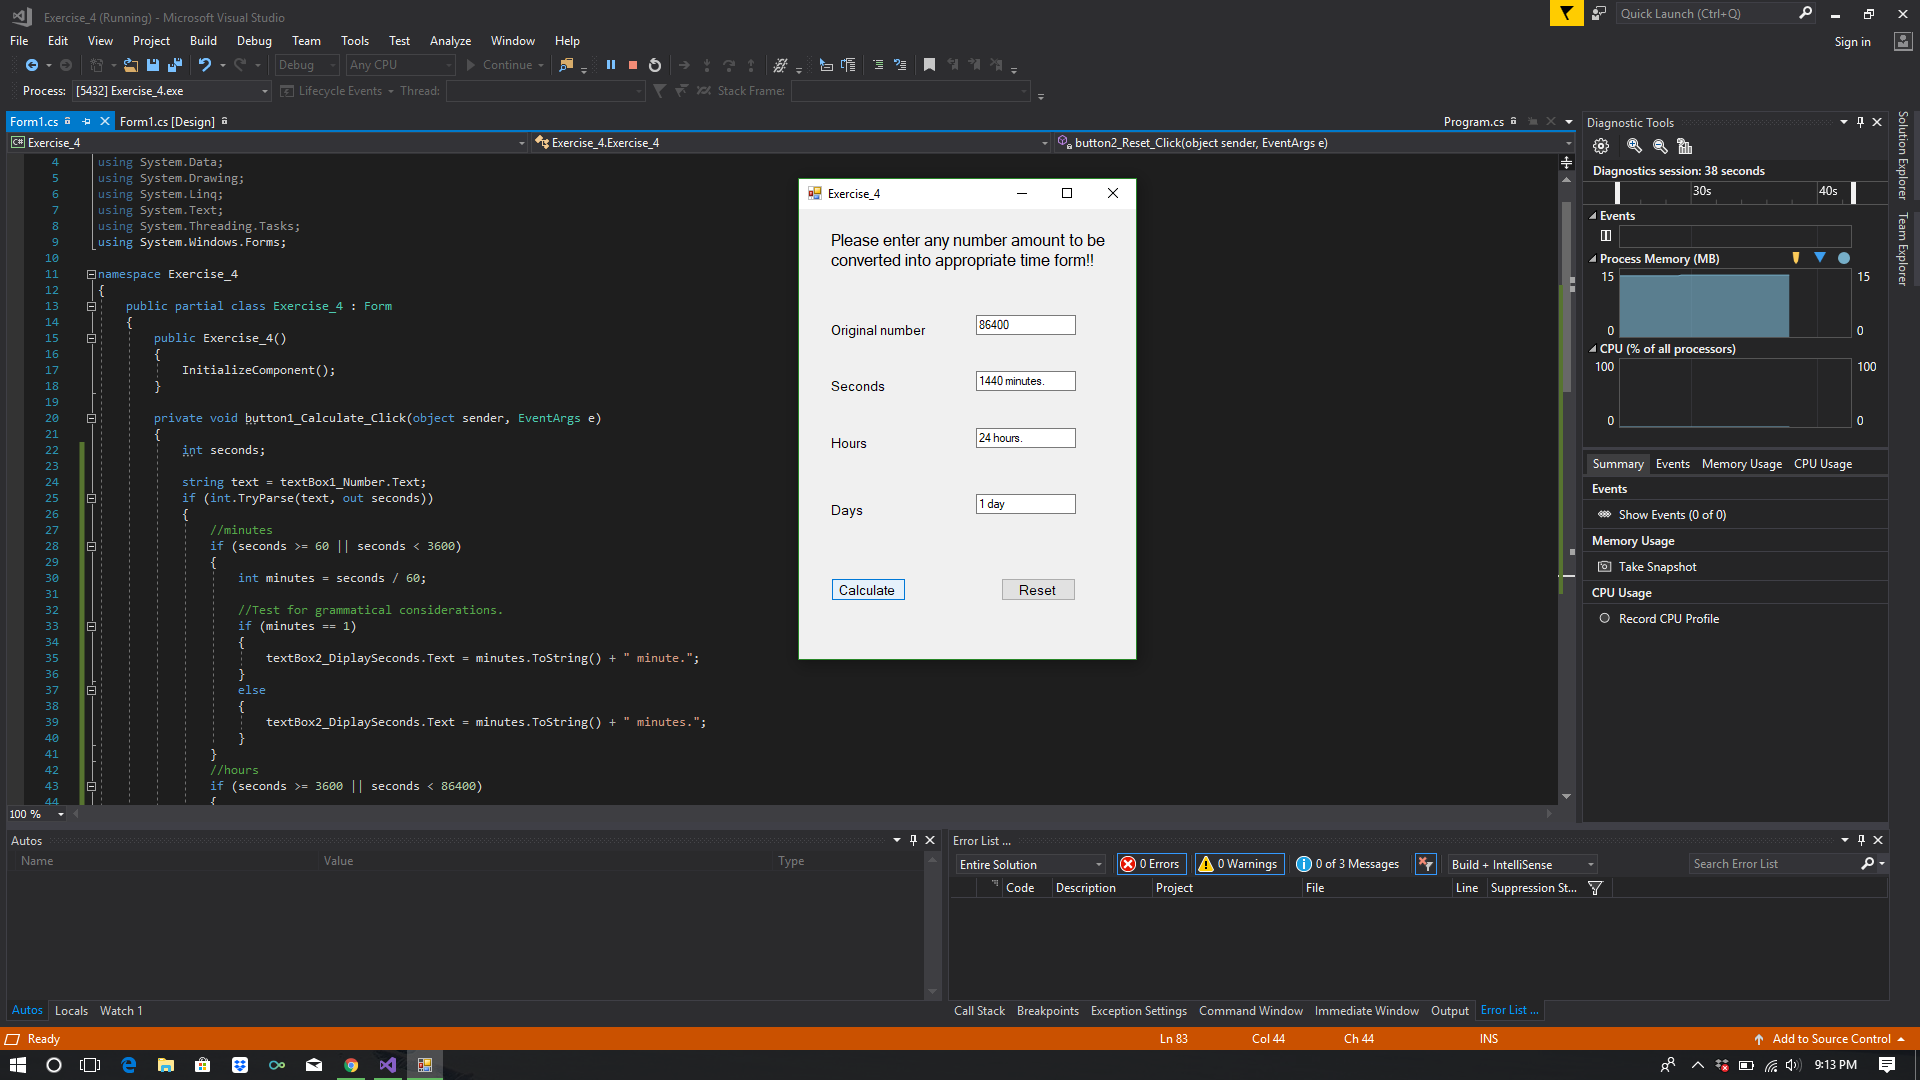 Exercise_4 (Running) - Microsoft Visual Studio
Quick Launch (Ctrl+Q)
File Edit View Project Build Debug Team Tools Test Analyze Window Help
Sign in
Debug Any CPU Continue
Process: [5432] Exercise_4.exe Lifecycle Events Thread: Stack Frame:
Form1.cs Form1.cs [Design] Program.cs
Exercise_4 Exercise_4.Exercise_4 button2_Reset_Click(object sender, EventArgs e)
4 using System.Data;
5 using System.Drawing;
6 using System.Linq;
7 using System.Text;
8 using System.Threading.Tasks;
9 using System.Windows.Forms;
10
11 namespace Exercise_4
12 {
13 public partial class Exercise_4 : Form
14 {
15 public Exercise_4()
16 {
17 InitializeComponent();
18 }
19
20 private void button1_Calculate_Click(object sender, EventArgs e)
21 {
22 int seconds;
23
24 string text = textBox1_Number.Text;
25 if (int.TryParse(text, out seconds))
26 {
27 //minutes
28 if (seconds >= 60 || seconds < 3600)
29 {
30 int minutes = seconds / 60;
31
32 //Test for grammatical considerations.
33 if (minutes == 1)
34 {
35 textBox2_DiplaySeconds.Text = minutes.ToString() + " minute.";
36 }
37 else
38 {
39 textBox2_DiplaySeconds.Text = minutes.ToString() + " minutes.";
40 }
41 }
42 //hours
43 if (seconds >= 3600 || seconds < 86400)
44 {
100 %
Exercise_4
Please enter any number amount to be
converted into appropriate time form!!
Original number 86400
Seconds 1440 minutes.
Hours 24 hours.
Days 1 day
Calculate Reset
Diagnostic Tools
Diagnostics session: 38 seconds
30s 40s
Events
Process Memory (MB)
15 15
0 0
CPU (% of all processors)
100 100
0 0
Summary Events Memory Usage CPU Usage
Events
Show Events (0 of 0)
Memory Usage
Take Snapshot
CPU Usage
Record CPU Profile
Solution Explorer
Team Explorer
Autos
Name Value Type
Autos Locals Watch 1
Error List ...
Entire Solution 0 Errors 0 Warnings 0 of 3 Messages Build + IntelliSense Search Error List
Code Description Project File Line Suppression St...
Call Stack Breakpoints Exception Settings Command Window Immediate Window Output Error List ...
Ready Ln 83 Col 44 Ch 44 INS Add to Source Control
9:13 PM